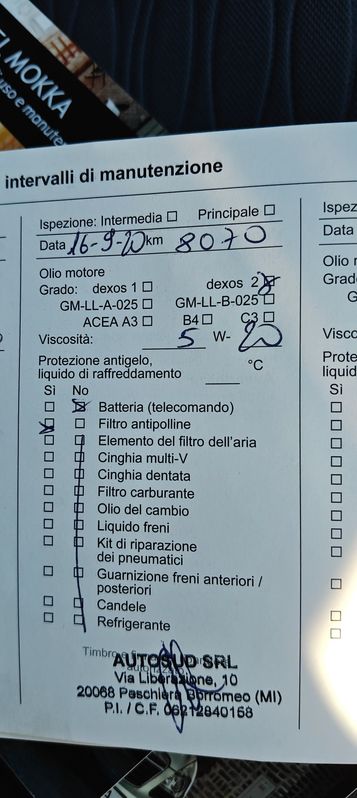 EL MOKKA
d'uso e manute
intervalli di manutenzione
Ispezione: Intermedia ☐ Principale ☐
Data 16-9-20 km 8070
Olio motore
Grado: dexos 1 ☐ dexos 2 ☒
GM-LL-A-025 ☐ GM-LL-B-025 ☐
ACEA A3 ☐ B4 ☐ C3 ☐
Viscosità: 5 W- 20
Protezione antigelo,
liquido di raffreddamento ____ °C
Sì No
☐ ☒ Batteria (telecomando)
☒ ☐ Filtro antipolline
☐ ☐ Elemento del filtro dell'aria
☐ ☐ Cinghia multi-V
☐ ☐ Cinghia dentata
☐ ☐ Filtro carburante
☐ ☐ Olio del cambio
☐ ☐ Liquido freni
☐ ☐ Kit di riparazione
dei pneumatici
☐ ☐ Guarnizione freni anteriori /
posteriori
☐ ☐ Candele
☐ ☐ Refrigerante
Timbro e
AUTOSUD SRL
Via Liberazione, 10
20068 Peschiera Borromeo (MI)
P.I. / C.F. 06212840158
Ispez
Data
Olio r
Grad
Visco
Prote
liquid
Sì